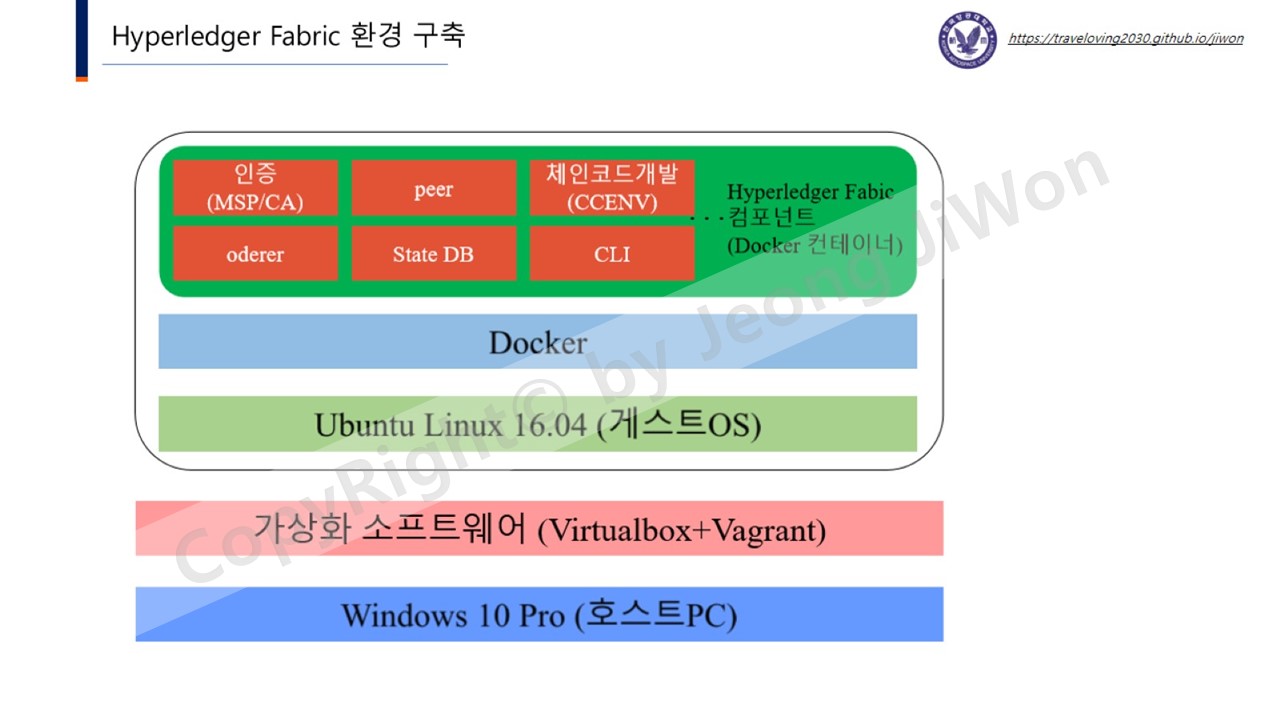 Hyperledger Fabric 환경 구축
https://traveloving2030.github.io/jiwon
인증
(MSP/CA)
peer
체인코드개발
(CCENV)
oderer
State DB
CLI
· · ·
Hyperledger Fabic
컴포넌트
(Docker 컨테이너)
Docker
Ubuntu Linux 16.04 (게스트OS)
가상화 소프트웨어 (Virtualbox+Vagrant)
Windows 10 Pro (호스트PC)
CopyRight© by Jeong JiWon